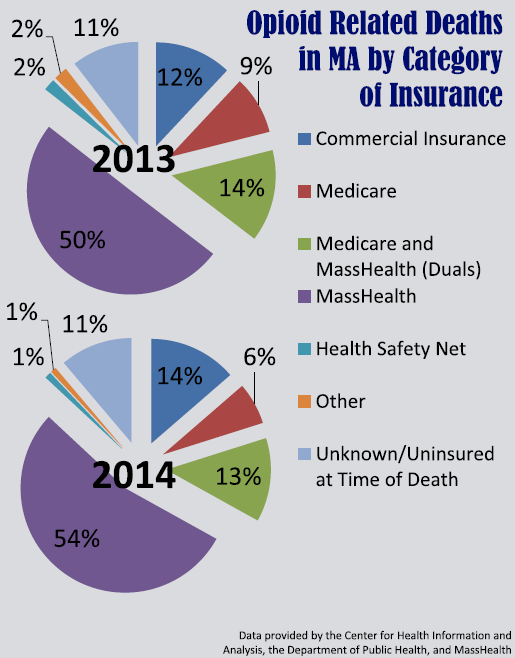 Opioid Related Deaths
in MA by Category
of Insurance
2%
11%
2%
12%
9%
2013
14%
50%
Commercial Insurance
Medicare
Medicare and
MassHealth (Duals)
MassHealth
Health Safety Net
Other
Unknown/Uninsured
at Time of Death
1%
11%
1%
14%
6%
2014
13%
54%
Data provided by the Center for Health Information and
Analysis, the Department of Public Health, and MassHealth